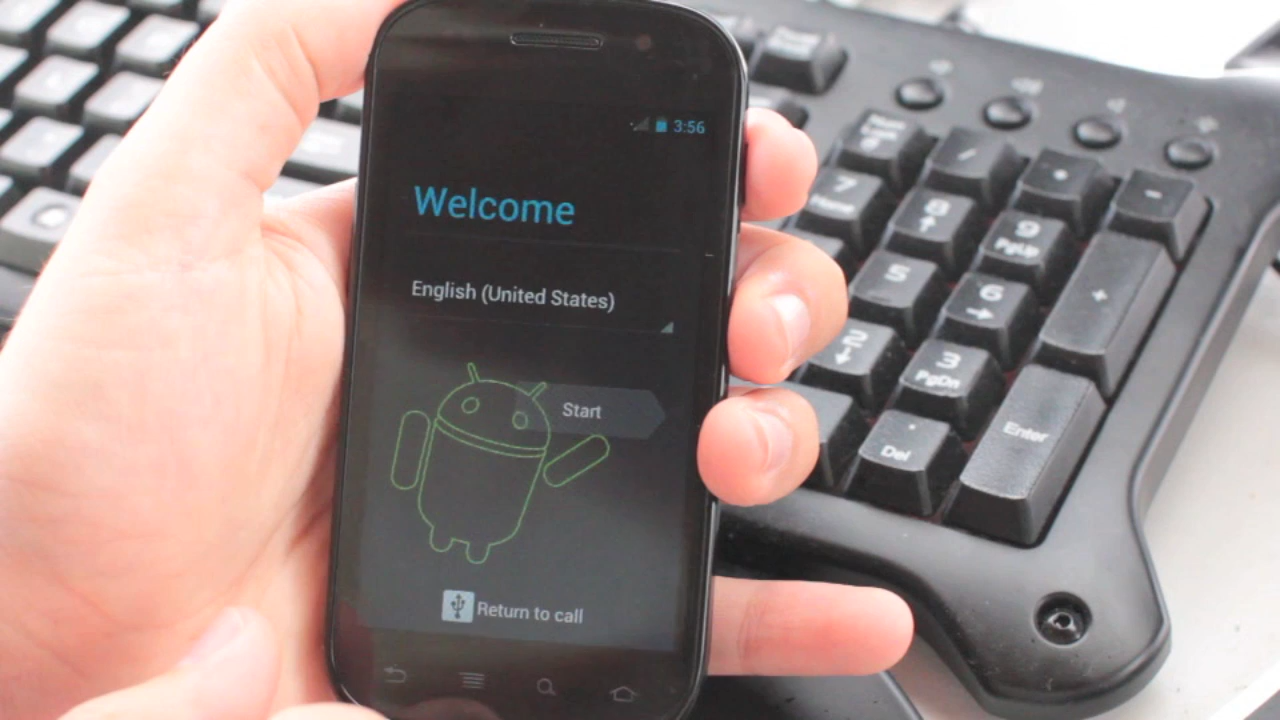 3:56
Welcome
English (United States)
Start
Return to call
7
8
9
PgUp
5
6
2
3
PgDn
Enter
.
Del
/
*
-
+